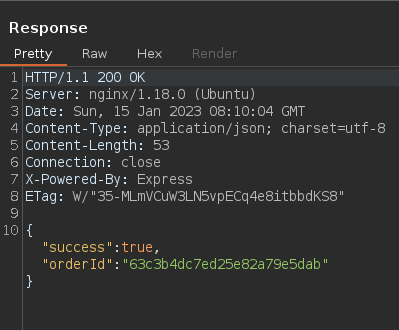 Response
Pretty Raw Hex Render
1 HTTP/1.1 200 OK
2 Server: nginx/1.18.0 (Ubuntu)
3 Date: Sun, 15 Jan 2023 08:10:04 GMT
4 Content-Type: application/json; charset=utf-8
5 Content-Length: 53
6 Connection: close
7 X-Powered-By: Express
8 ETag: W/"35-MLmVCuW3LN5vpECq4e8itbbdKS8"
9
10 {
"success":true,
"orderId":"63c3b4dc7ed25e82a79e5dab"
}